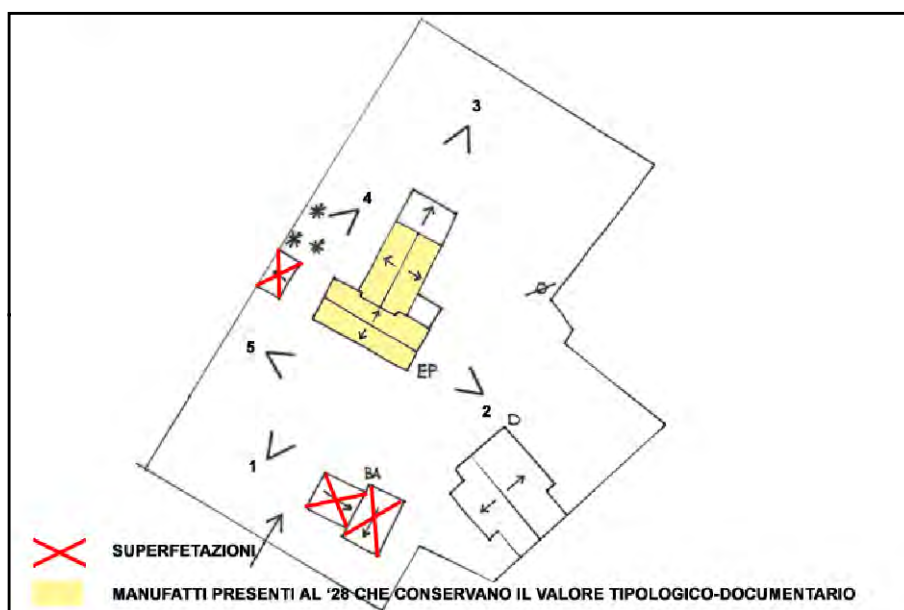 3
4
5
EP
2
D
1
BA
SUPERFETAZIONI
MANUFATTI PRESENTI AL '28 CHE CONSERVANO IL VALORE TIPOLOGICO-DOCUMENTARIO